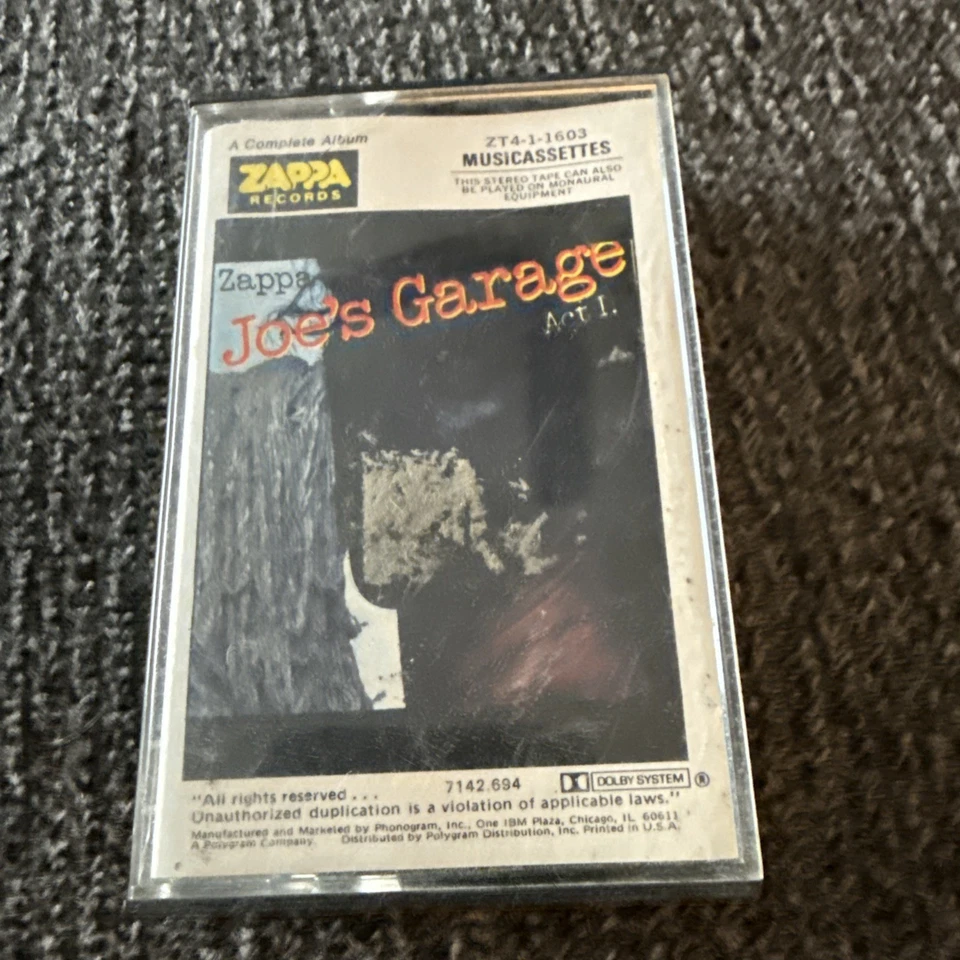 A Complete Album
ZAPPA
RECORDS
ZT4-1-1603
MUSICASSETTES
THIS STEREO TAPE CAN ALSO
BE PLAYED ON MONAURAL
EQUIPMENT
Zappa
Joe's Garage
Act I.
7142.694
DOLBY SYSTEM ®
"All rights reserved . . .
Unauthorized duplication is a violation of applicable laws."
Manufactured and Marketed by Phonogram, Inc., One IBM Plaza, Chicago, IL 60611
A Polygram Company. Distributed by Polygram Distribution, Inc. Printed in U.S.A.